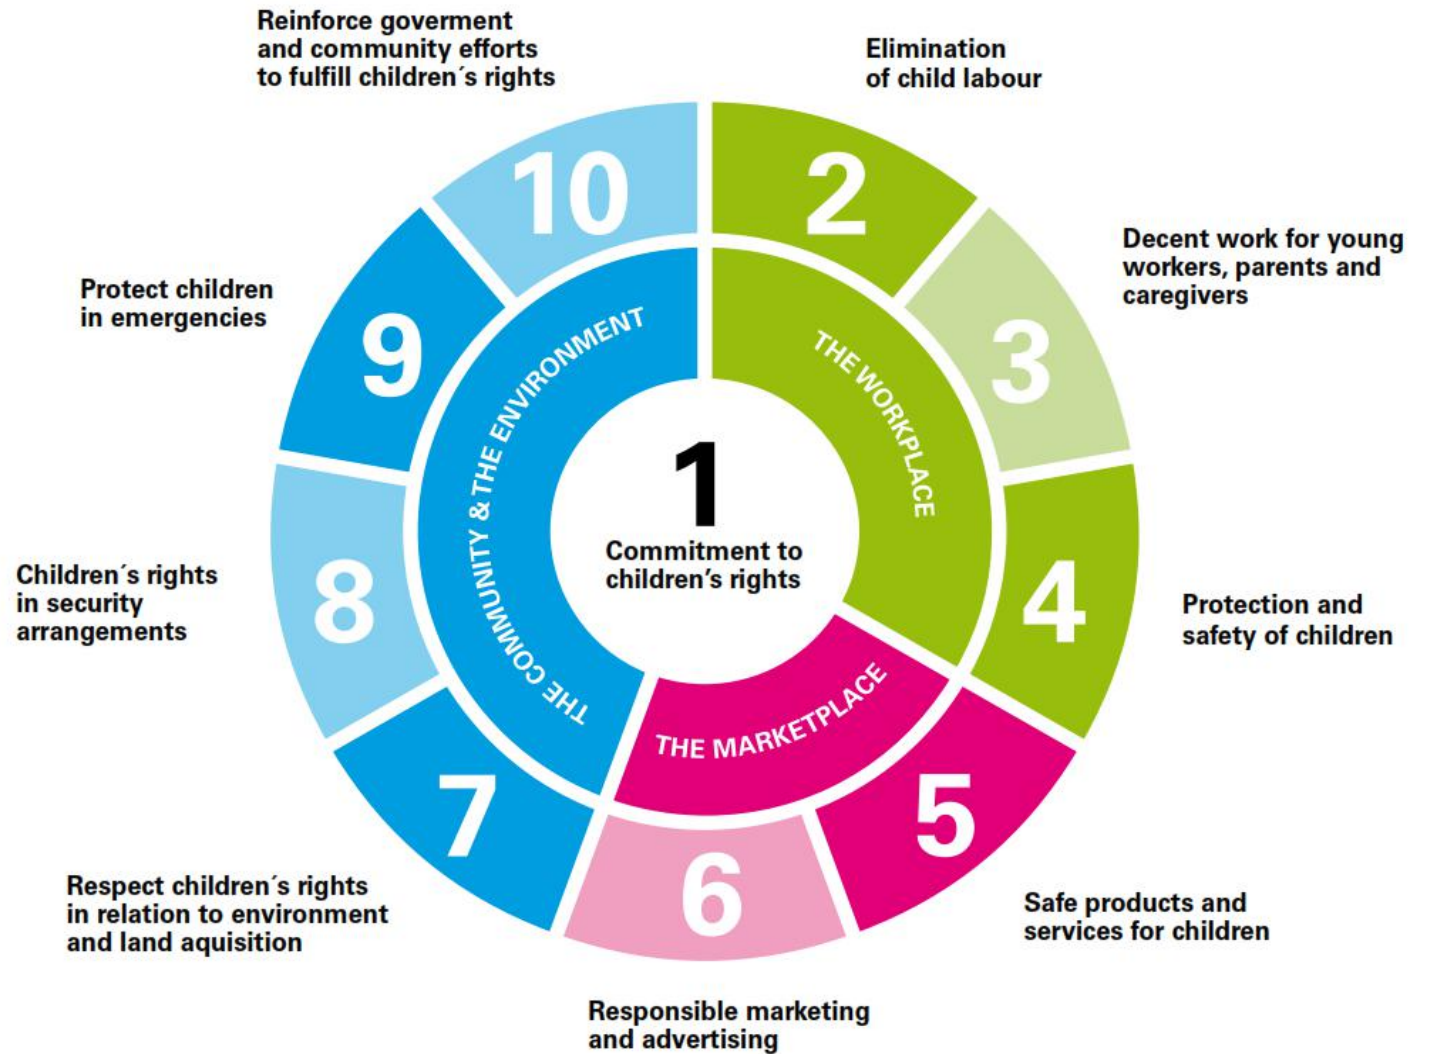 1
Commitment to
children’s rights
THE WORKPLACE
2
Elimination
of child labour
3
Decent work for young
workers, parents and
caregivers
4
Protection and
safety of children
THE MARKETPLACE
5
Safe products and
services for children
6
Responsible marketing
and advertising
THE COMMUNITY & THE ENVIRONMENT
7
Respect children´s rights
in relation to environment
and land aquisition
8
Children´s rights
in security
arrangements
9
Protect children
in emergencies
10
Reinforce goverment
and community efforts
to fulfill children´s rights